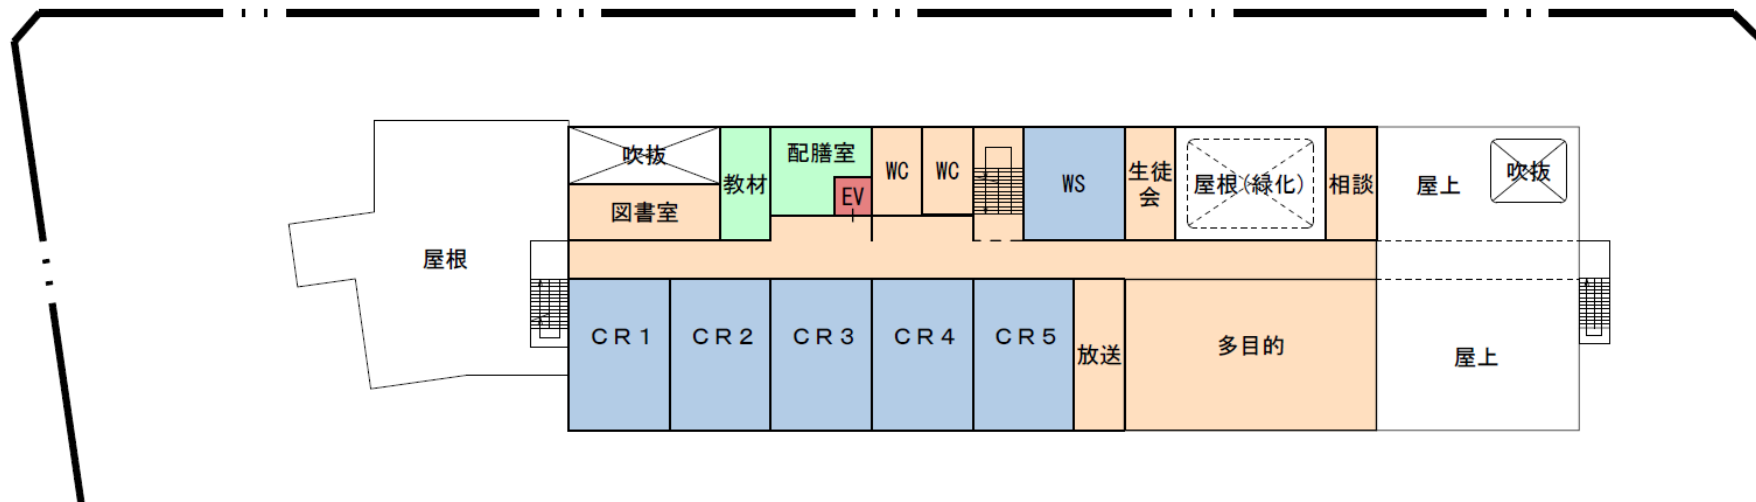 吹抜
図書室
教材
配膳室
EV
WC
WC
WS
生徒
会
屋根(緑化)
相談
屋上
吹抜
屋根
CR1
CR2
CR3
CR4
CR5
放送
多目的
屋上